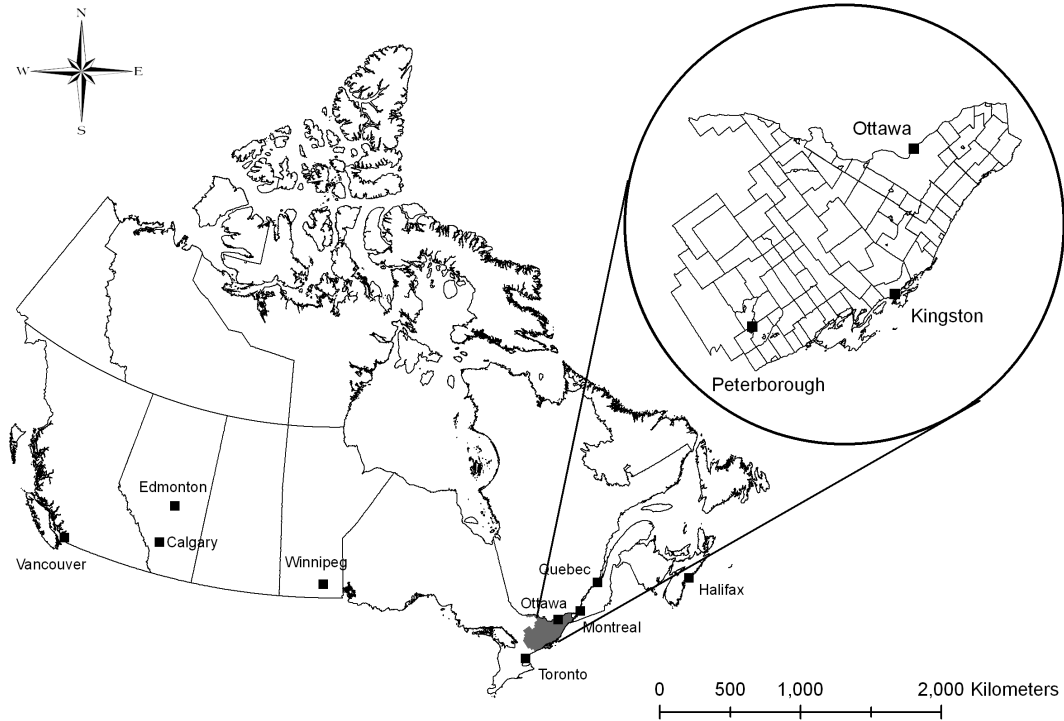 N
W E
S
Ottawa
Kingston
Peterborough
Edmonton
Calgary
Vancouver
Winnipeg
Quebec
Ottawa
Montreal
Halifax
Toronto
0 500 1,000 2,000 Kilometers